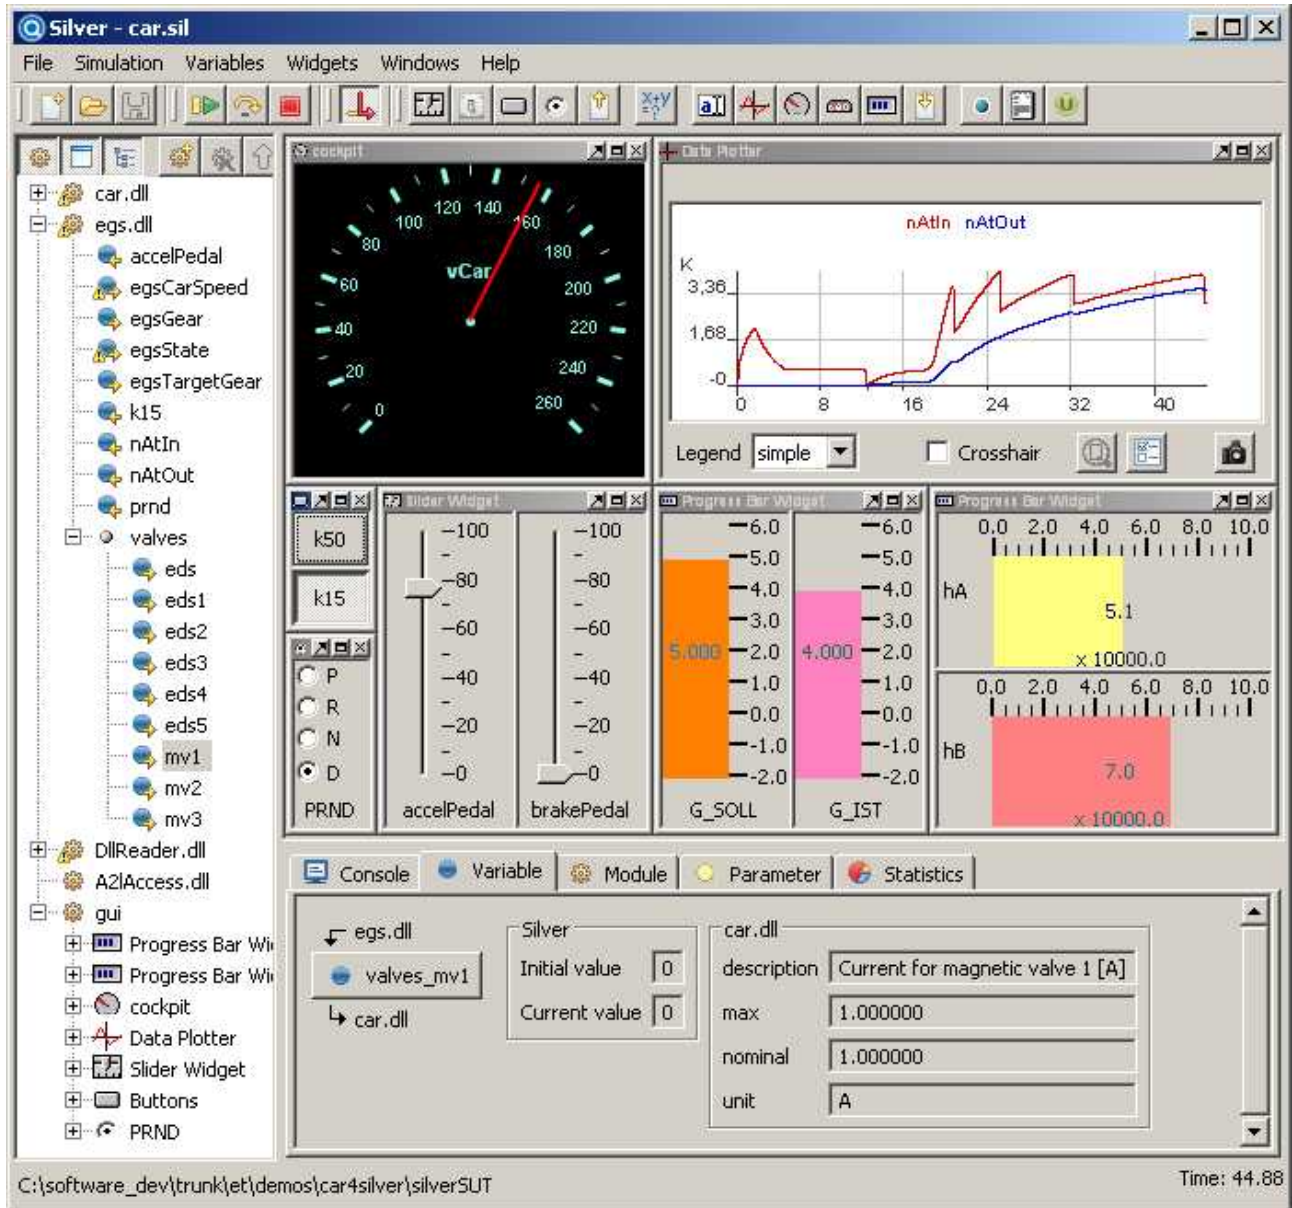 Silver - car.sil
File Simulation Variables Widgets Windows Help
car.dll
egs.dll
accelPedal
egsCarSpeed
egsGear
egsState
egsTargetGear
k15
nAtIn
nAtOut
prnd
valves
eds
eds1
eds2
eds3
eds4
eds5
mv1
mv2
mv3
DllReader.dll
A2lAccess.dll
gui
Progress Bar Wi
Progress Bar Wi
cockpit
Data Plotter
Slider Widget
Buttons
PRND
cockpit
0 20 40 60 80 100 120 140 160 180 200 220 240 260
vCar
Data Plotter
nAtIn nAtOut
K
3,36
1,68
-0
0 8 16 24 32 40
Legend simple Crosshair
k50
k15
P
R
N
D
PRND
Slider Widget
-100 -100
-80 -80
-60 -60
-40 -40
-20 -20
-0 -0
accelPedal brakePedal
Progress Bar Widget
6.0 6.0
5.0 5.0
4.0 4.0
3.0 3.0
5.000 2.0 4.000 2.0
1.0 1.0
0.0 0.0
-1.0 -1.0
-2.0 -2.0
G_SOLL G_IST
Progress Bar Widget
0.0 2.0 4.0 6.0 8.0 10.0
hA
5.1
x 10000.0
0.0 2.0 4.0 6.0 8.0 10.0
hB
7.0
x 10000.0
Console Variable Module Parameter Statistics
egs.dll
valves_mv1
car.dll
Silver
Initial value 0
Current value 0
car.dll
description Current for magnetic valve 1 [A]
max 1.000000
nominal 1.000000
unit A
C:\software_dev\trunk\et\demos\car4silver\silverSUT
Time: 44.88